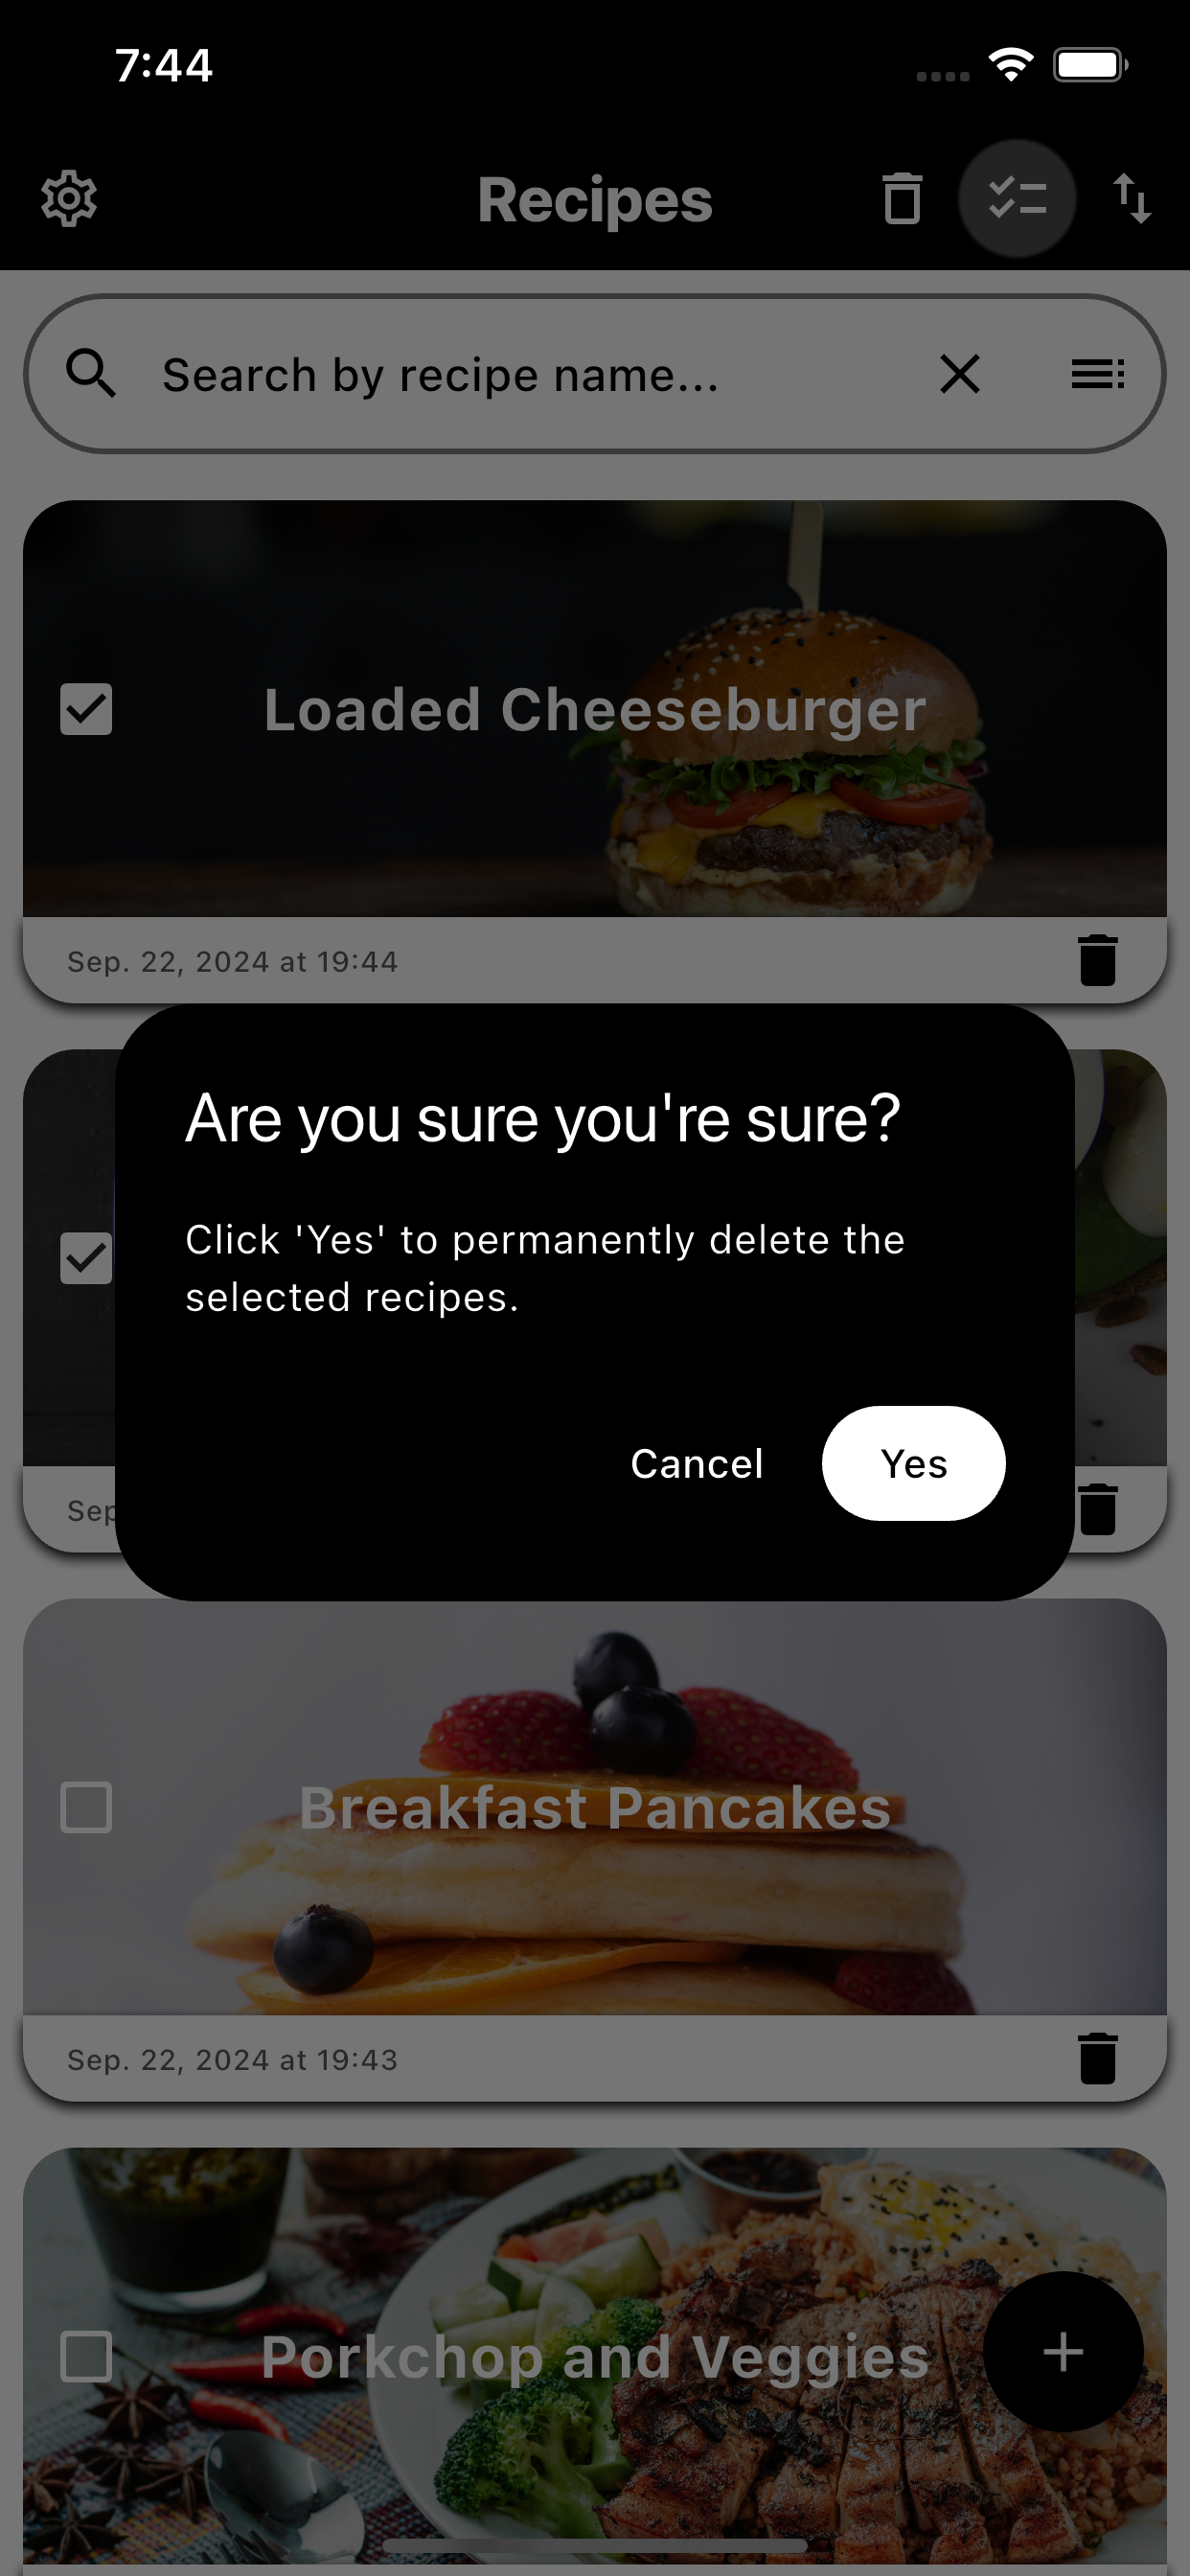 7:44
Recipes
Search by recipe name...
Loaded Cheeseburger
Sep. 22, 2024 at 19:44
Are you sure you're sure?
Click 'Yes' to permanently delete the
selected recipes.
Cancel Yes
Sep
Breakfast Pancakes
Sep. 22, 2024 at 19:43
Porkchop and Veggies